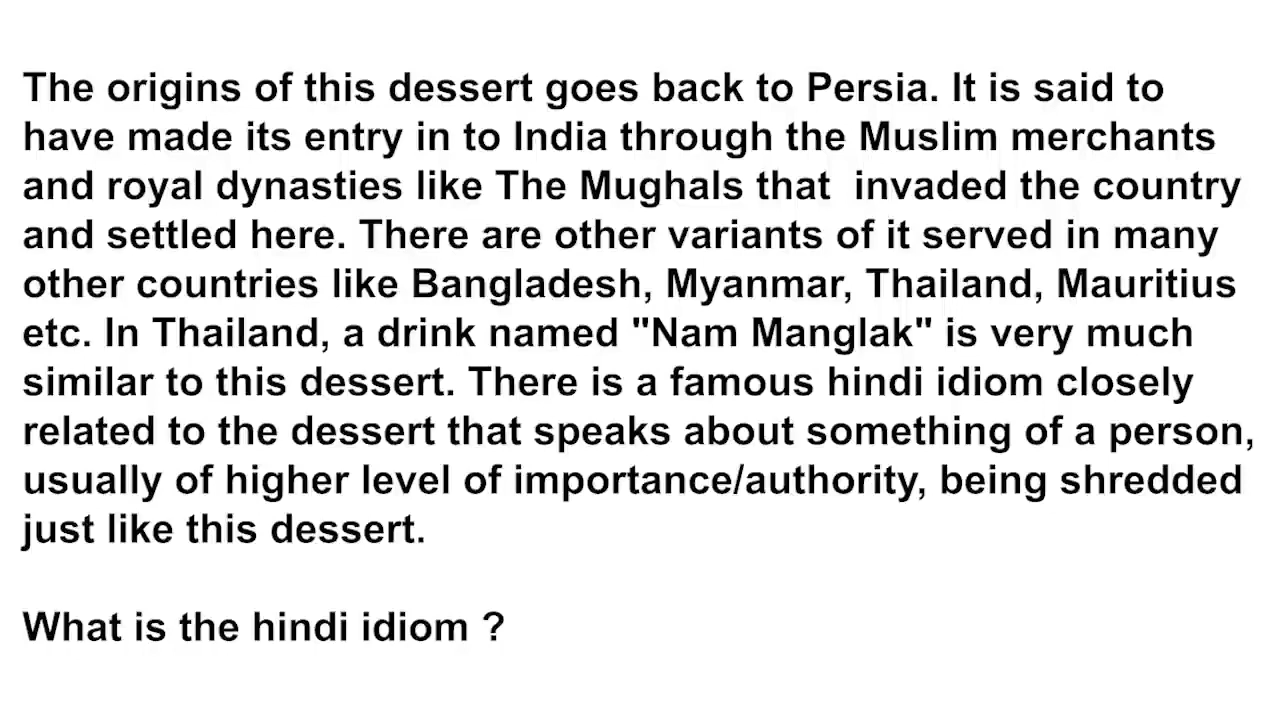 The origins of this dessert goes back to Persia. It is said to
have made its entry in to India through the Muslim merchants
and royal dynasties like The Mughals that  invaded the country
and settled here. There are other variants of it served in many
other countries like Bangladesh, Myanmar, Thailand, Mauritius
etc. In Thailand, a drink named "Nam Manglak" is very much
similar to this dessert. There is a famous hindi idiom closely
related to the dessert that speaks about something of a person,
usually of higher level of importance/authority, being shredded
just like this dessert.
What is the hindi idiom ?